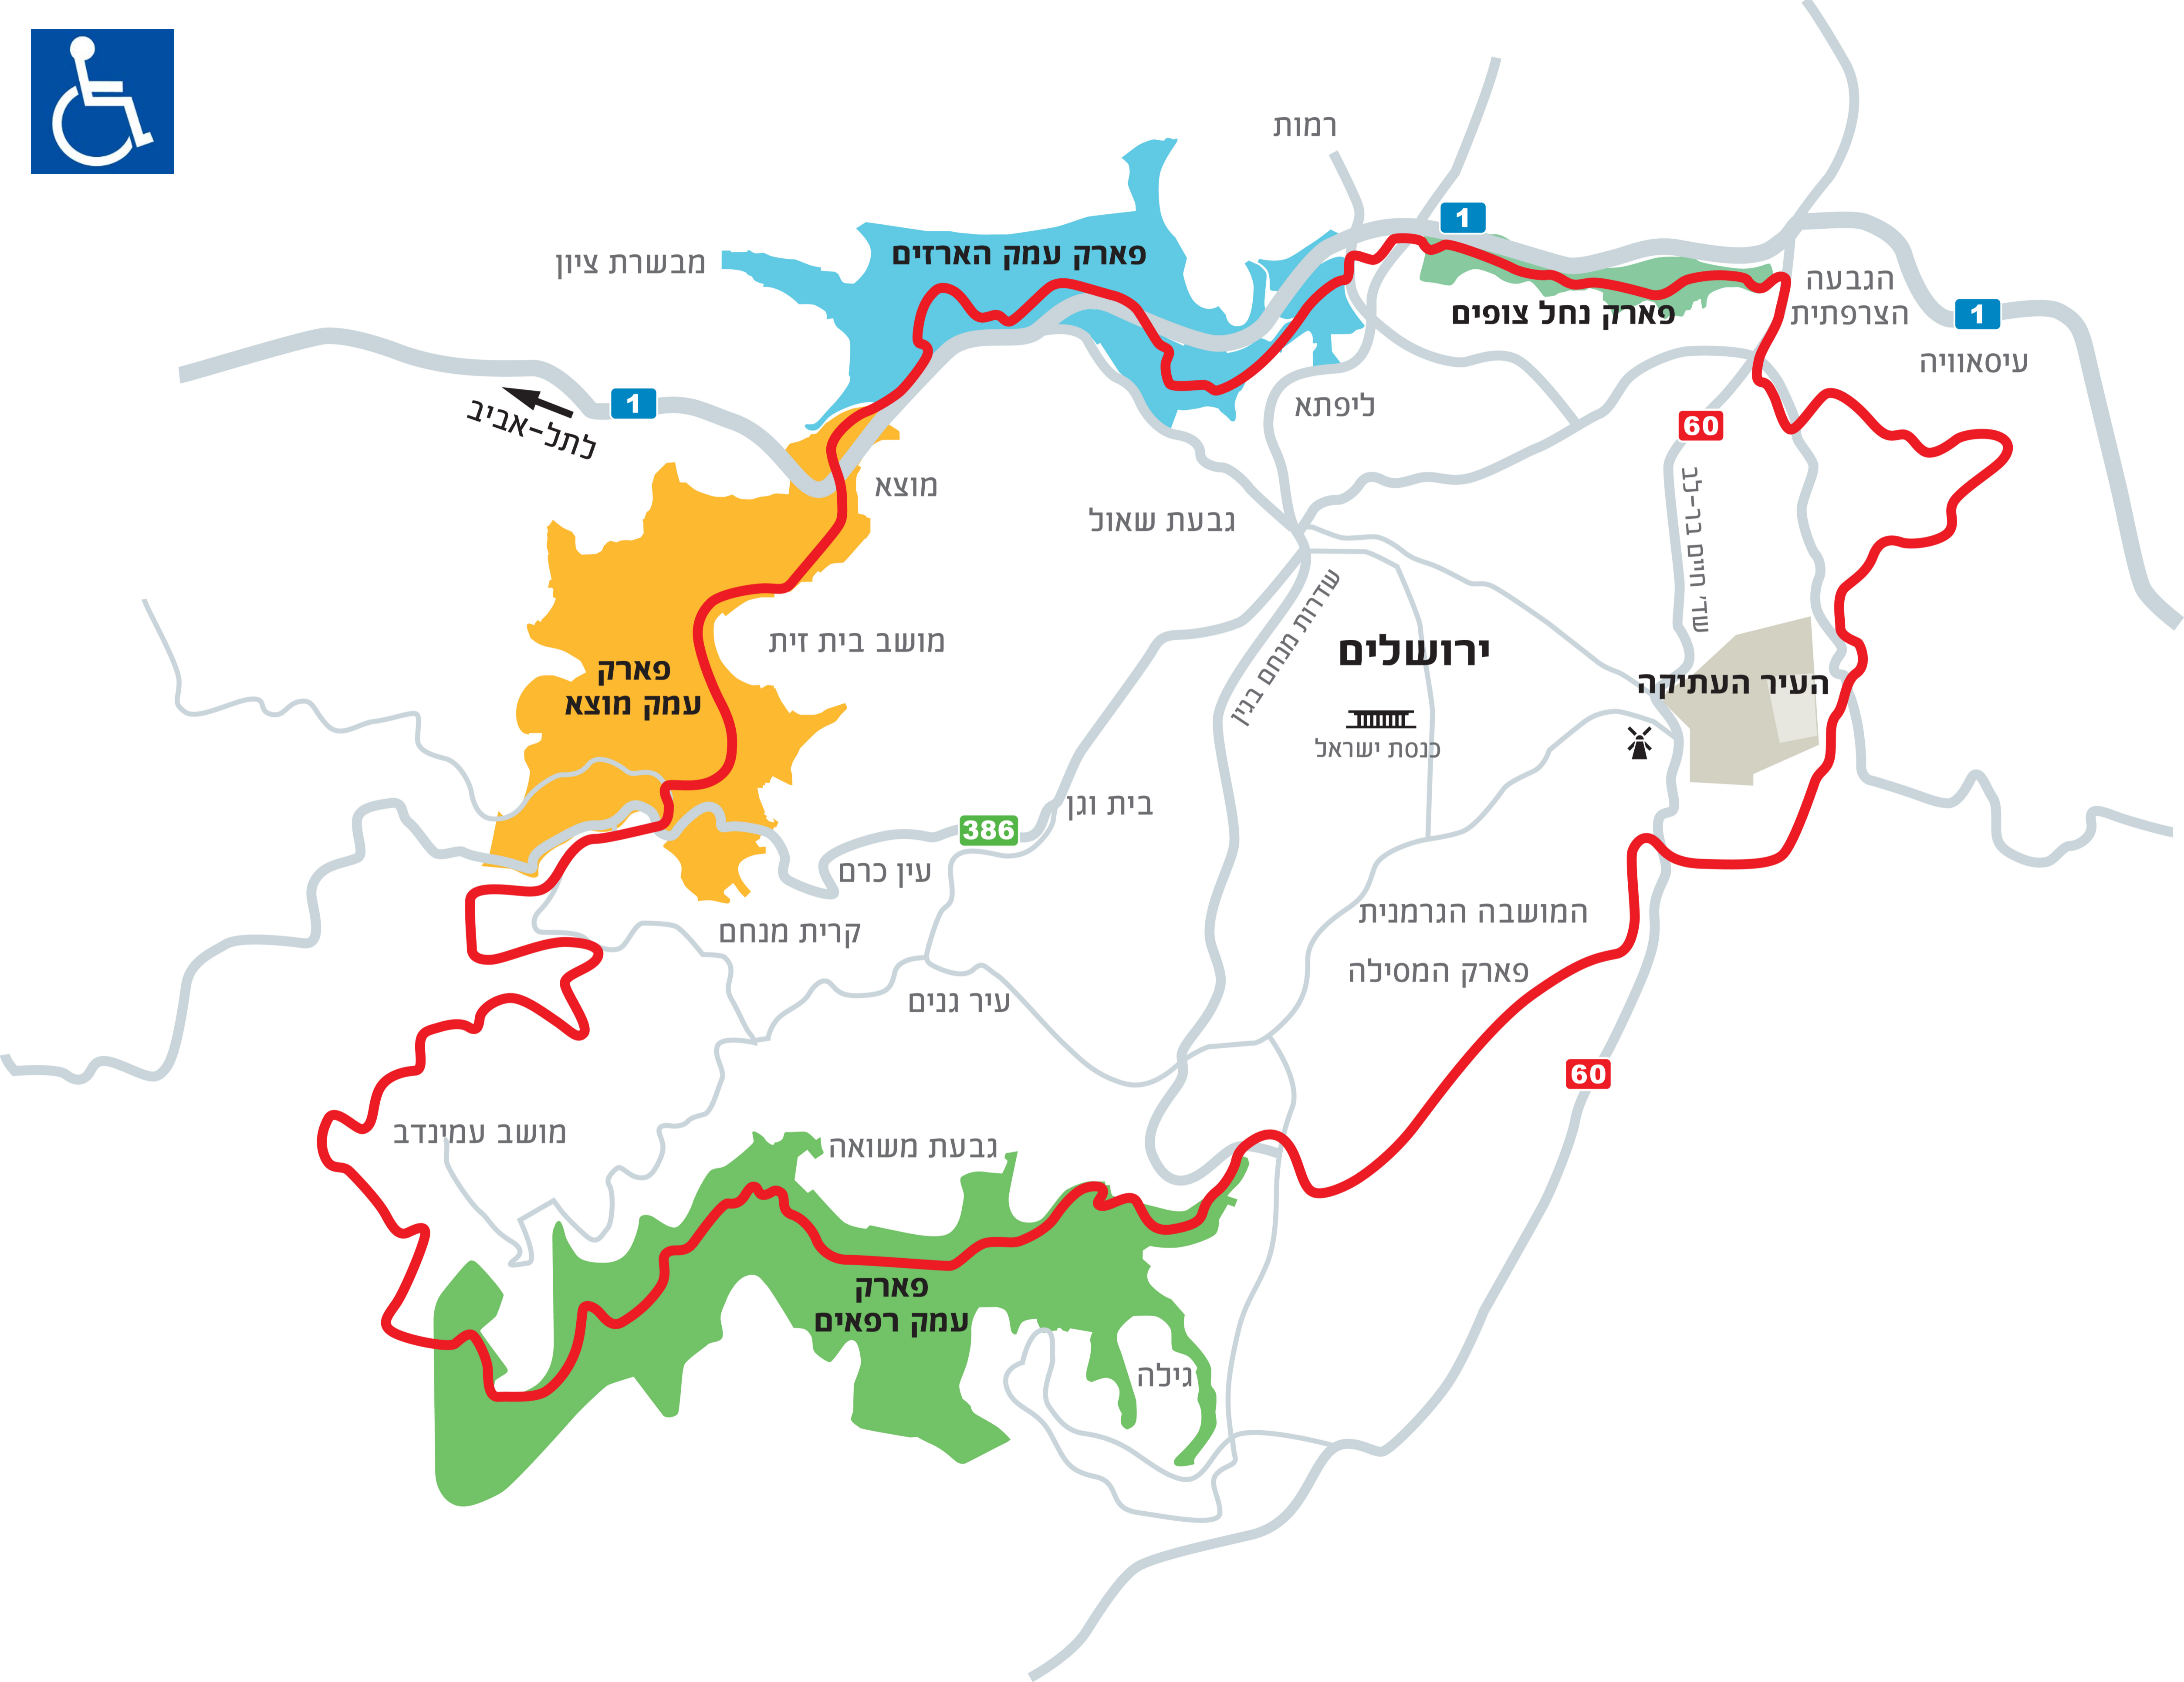 רמות
1
פארק עמק הארזים
מבשרת ציון
הגבעה
הצרפתית
פארק נחל צופים
1
עיסאוויה
1
לתל-אביב
ליפתא
60
מוצא
שד' חיים בר-לב
גבעת שאול
מושב בית זית
שדרות מנחם בגין
ירושלים
פארק
עמק מוצא
העיר העתיקה
כנסת ישראל
בית וגן
386
עין כרם
המושבה הגרמנית
קרית מנחם
פארק המסילה
עיר גנים
60
מושב עמינדב
גבעת משואה
פארק
עמק רפאים
גילה